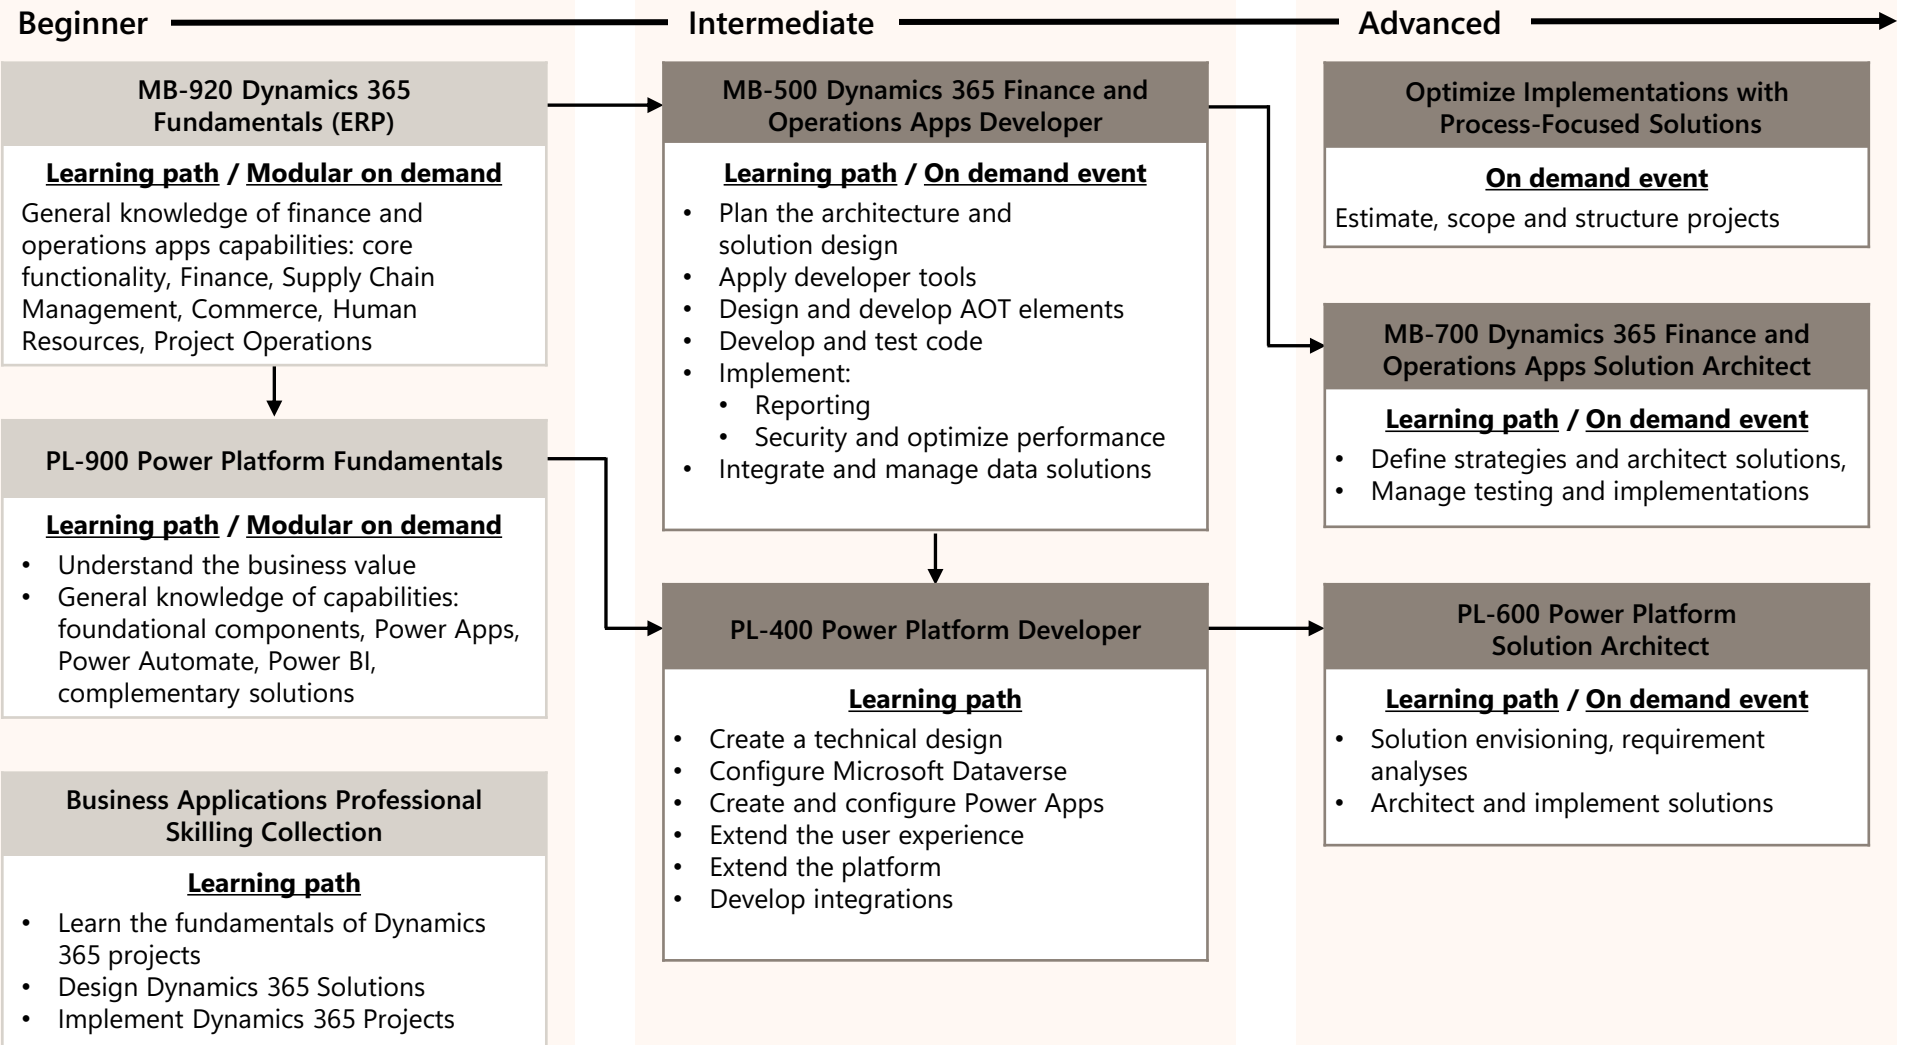 Beginner
Intermediate
Advanced
MB-920 Dynamics 365
Fundamentals (ERP)
Learning path / Modular on demand
General knowledge of finance and
operations apps capabilities: core
functionality, Finance, Supply Chain
Management, Commerce, Human
Resources, Project Operations
PL-900 Power Platform Fundamentals
Learning path / Modular on demand
• Understand the business value
• General knowledge of capabilities:
foundational components, Power Apps,
Power Automate, Power BI,
complementary solutions
Business Applications Professional
Skilling Collection
Learning path
• Learn the fundamentals of Dynamics
365 projects
• Design Dynamics 365 Solutions
• Implement Dynamics 365 Projects
MB-500 Dynamics 365 Finance and
Operations Apps Developer
Learning path / On demand event
• Plan the architecture and
solution design
• Apply developer tools
• Design and develop AOT elements
• Develop and test code
• Implement:
• Reporting
• Security and optimize performance
• Integrate and manage data solutions
PL-400 Power Platform Developer
Learning path
• Create a technical design
• Configure Microsoft Dataverse
• Create and configure Power Apps
• Extend the user experience
• Extend the platform
• Develop integrations
Optimize Implementations with
Process-Focused Solutions
On demand event
Estimate, scope and structure projects
MB-700 Dynamics 365 Finance and
Operations Apps Solution Architect
Learning path / On demand event
• Define strategies and architect solutions,
• Manage testing and implementations
PL-600 Power Platform
Solution Architect
Learning path / On demand event
• Solution envisioning, requirement
analyses
• Architect and implement solutions